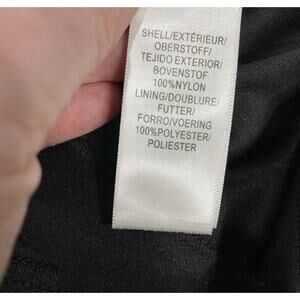 SHELL/EXTÉRIEUR/
OBERSTOFF/
TEJIDO EXTERIOR/
BOVENSTOF
100%NYLON
LINING/DOUBLURE/
FUTTER/
FORRO/VOERING
100%POLYESTER/
POLIESTER